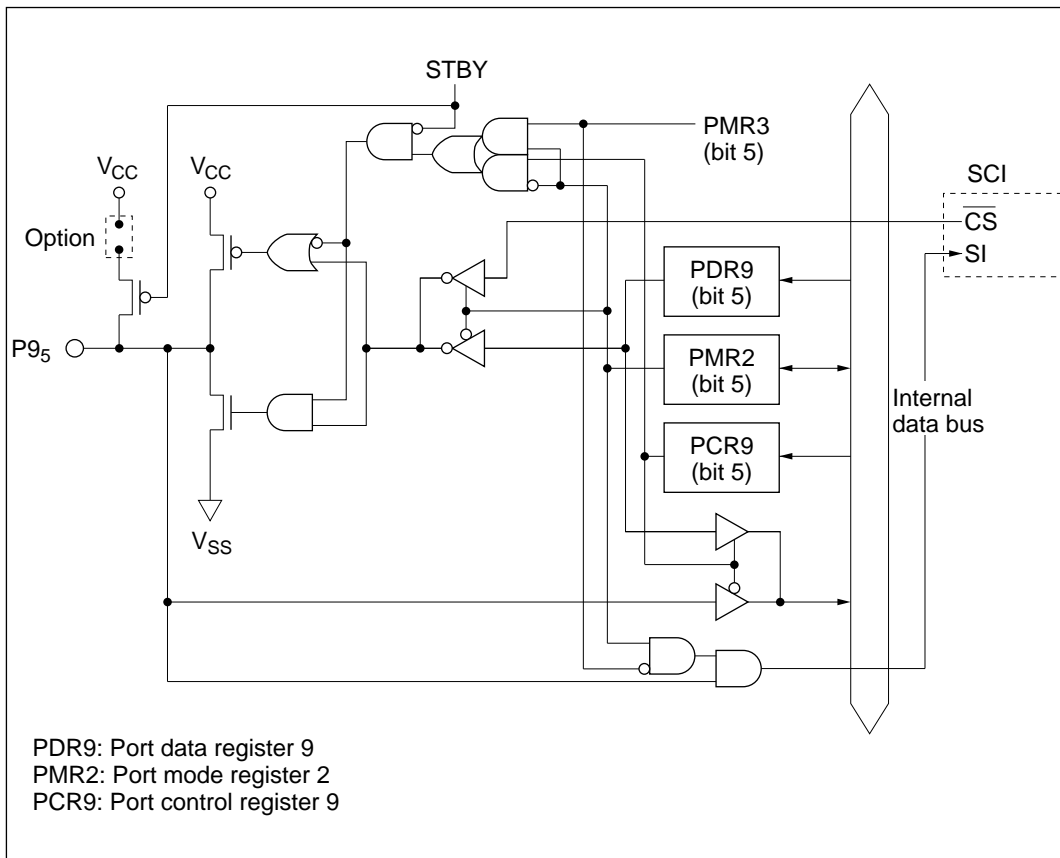 STBY
PMR3
(bit 5)
VCC
VCC
SCI
CS
SI
Option
PDR9
(bit 5)
P95
PMR2
(bit 5)
Internal
data bus
PCR9
(bit 5)
VSS
PDR9: Port data register 9
PMR2: Port mode register 2
PCR9: Port control register 9